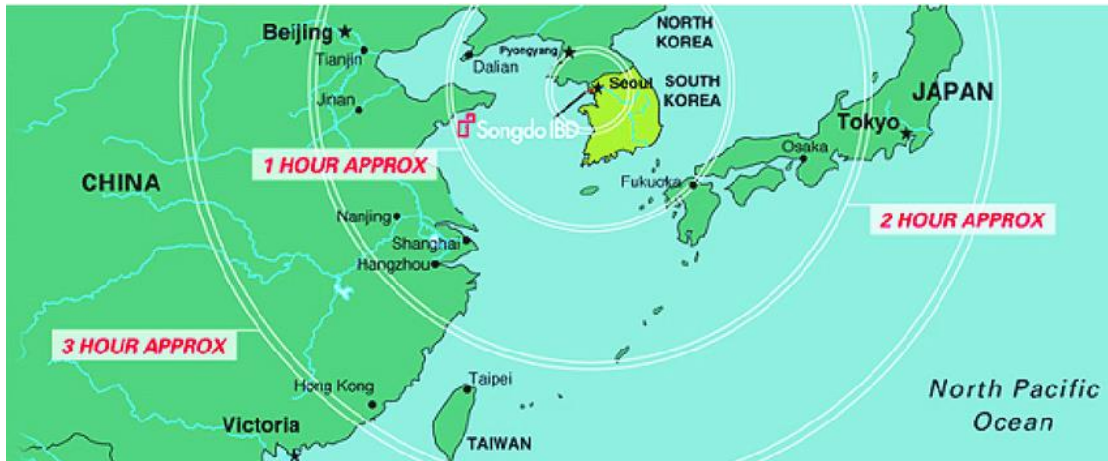 Beijing
Tianjin
Jinan
Dalian
Pyongyang
NORTH
KOREA
Seoul
SOUTH
KOREA
JAPAN
Tokyo
Osaka
Fukuoka
Songdo IBD
1 HOUR APPROX
CHINA
Nanjing
Shanghai
Hangzhou
2 HOUR APPROX
3 HOUR APPROX
Hong Kong
Victoria
Taipei
TAIWAN
North Pacific
Ocean